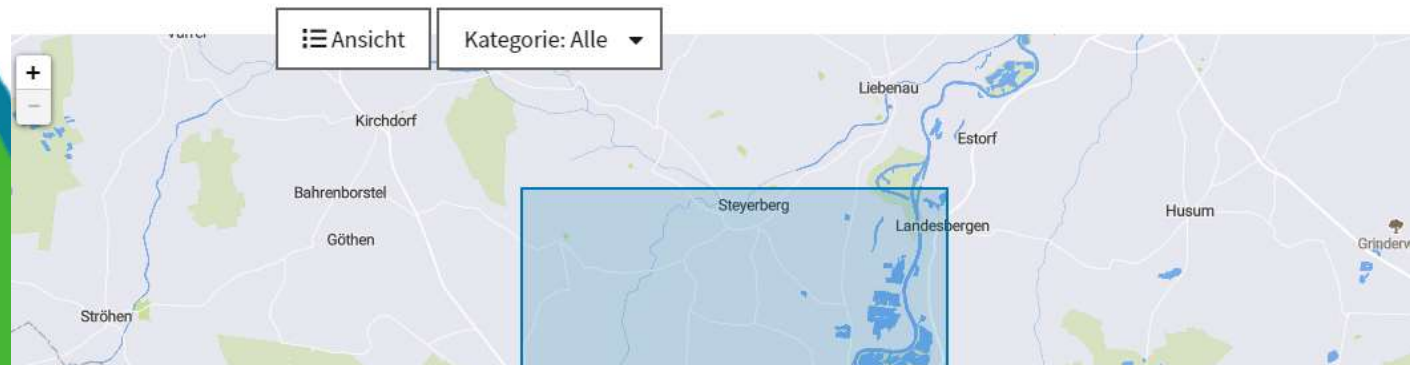 Ansicht
Kategorie: Alle
+
−
Liebenau
Kirchdorf
Estorf
Bahrenborstel
Steyerberg
Husum
Landesbergen
Göthen
Ströhen